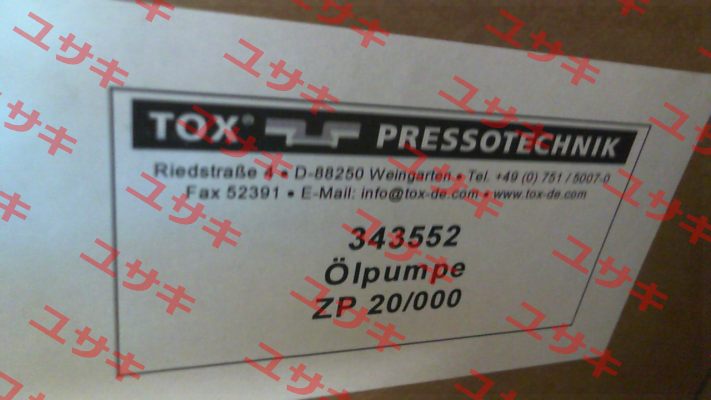 TOX® PRESSOTECHNIK
Riedstraße 4 • D-88250 Weingarten • Tel. +49 (0) 751 / 5007-0
Fax 52391 • E-Mail: info@tox-de.com • www.tox-de.com
343552
Ölpumpe
ZP 20/000
ユサキ